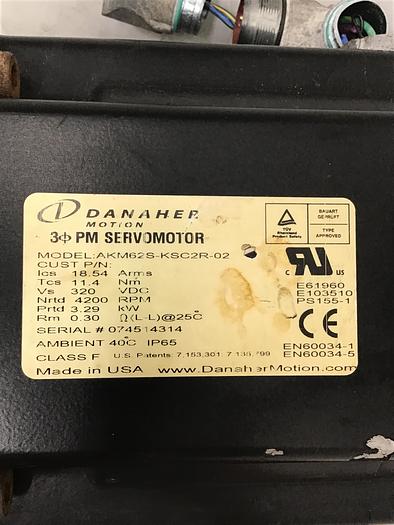 DANAHER
MOTION
3Φ PM SERVOMOTOR
MODEL:AKM62S-KSC2R-02
CUST P/N:
Ics 18.54 Arms
Tcs 11.4 Nm
Vs 320 VDC
Nrtd 4200 RPM
Prtd 3.29 kW
Rm 0.30 Ω(L-L)@25C
SERIAL # 074514314
AMBIENT 40C IP65
CLASS F U.S. Patents: 7,153,301;
Made in USA www.DanaherMotion.com
TÜV
Rheinland
Product Safety
BAUART
GEPRÜFT
TYPE
APPROVED
c RU US
E61960
E103510
PS155-1
CE
EN60034-1
EN60034-5